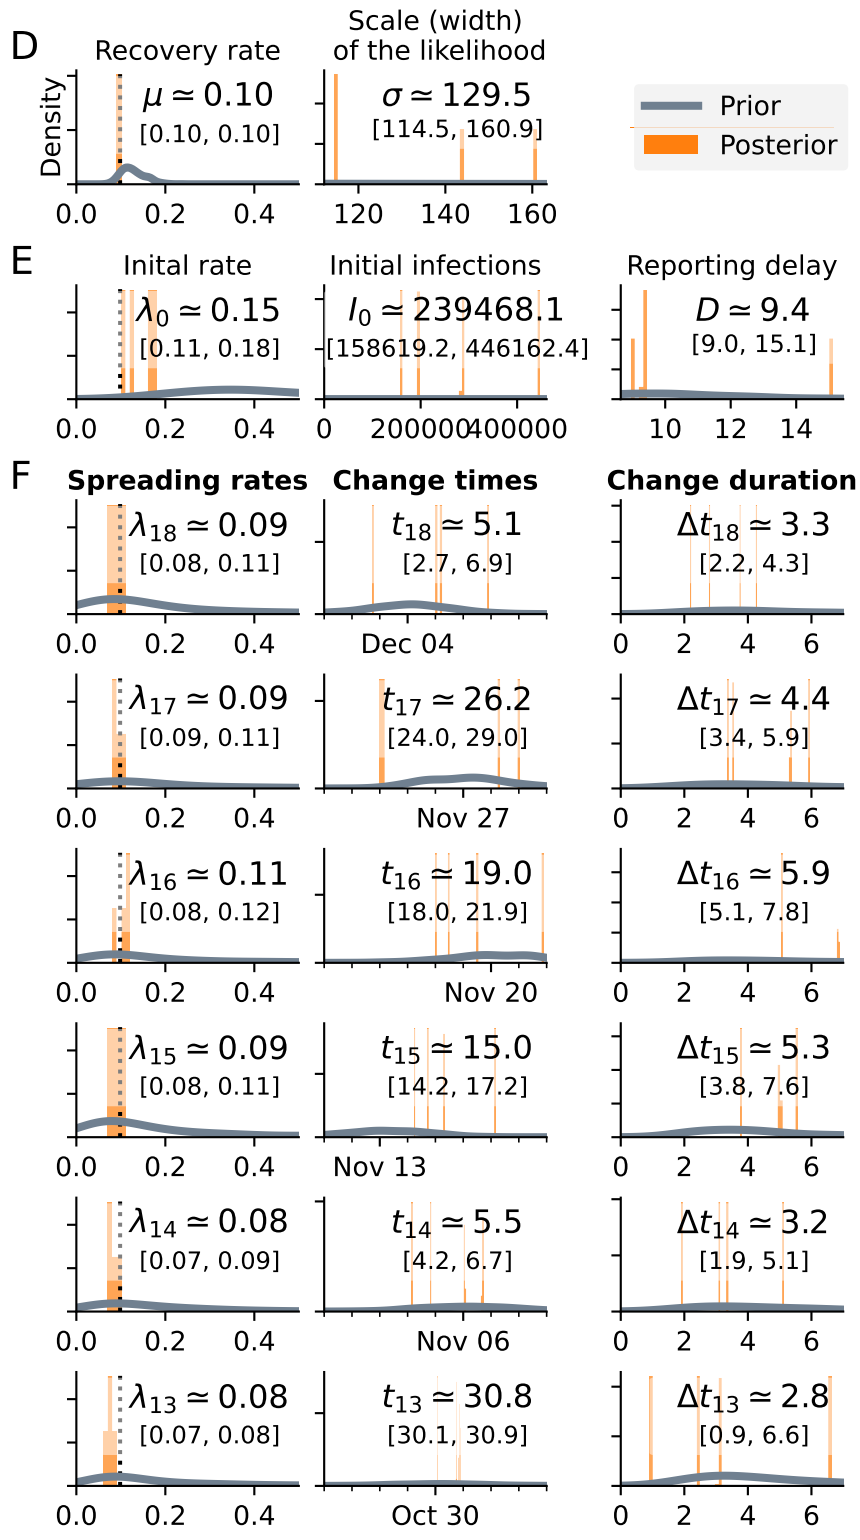 D
Recovery rate
Scale (width)
of the likelihood
Density
μ ≃ 0.10
[0.10, 0.10]
σ ≃ 129.5
[114.5, 160.9]
Prior
Posterior
0.0 0.2 0.4
120 140 160
E
Inital rate
Initial infections
Reporting delay
λ0 ≃ 0.15
[0.11, 0.18]
I0 ≃ 239468.1
[158619.2, 446162.4]
D ≃ 9.4
[9.0, 15.1]
0.0 0.2 0.4
0 200000 400000
10 12 14
F
Spreading rates
Change times
Change duration
λ18 ≃ 0.09
[0.08, 0.11]
t18 ≃ 5.1
[2.7, 6.9]
Δt18 ≃ 3.3
[2.2, 4.3]
0.0 0.2 0.4
Dec 04
0 2 4 6
λ17 ≃ 0.09
[0.09, 0.11]
t17 ≃ 26.2
[24.0, 29.0]
Δt17 ≃ 4.4
[3.4, 5.9]
0.0 0.2 0.4
Nov 27
0 2 4 6
λ16 ≃ 0.11
[0.08, 0.12]
t16 ≃ 19.0
[18.0, 21.9]
Δt16 ≃ 5.9
[5.1, 7.8]
0.0 0.2 0.4
Nov 20
0 2 4 6
λ15 ≃ 0.09
[0.08, 0.11]
t15 ≃ 15.0
[14.2, 17.2]
Δt15 ≃ 5.3
[3.8, 7.6]
0.0 0.2 0.4
Nov 13
0 2 4 6
λ14 ≃ 0.08
[0.07, 0.09]
t14 ≃ 5.5
[4.2, 6.7]
Δt14 ≃ 3.2
[1.9, 5.1]
0.0 0.2 0.4
Nov 06
0 2 4 6
λ13 ≃ 0.08
[0.07, 0.08]
t13 ≃ 30.8
[30.1, 30.9]
Δt13 ≃ 2.8
[0.9, 6.6]
0.0 0.2 0.4
Oct 30
0 2 4 6